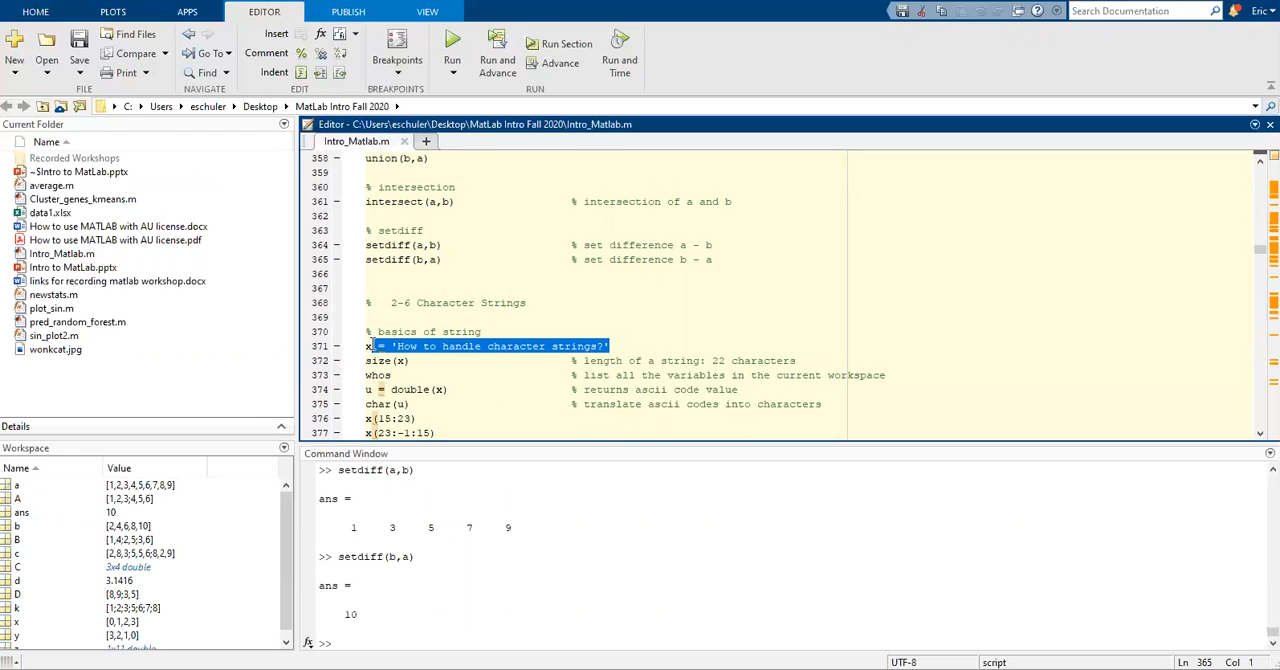 HOME PLOTS APPS EDITOR PUBLISH VIEW Search Documentation Eric
New Open Save Find Files Compare Print Go To Find Insert fx Comment Indent Breakpoints Run Run and Advance Run Section Advance Run and Time
FILE NAVIGATE EDIT BREAKPOINTS RUN
C: Users eschuler Desktop MatLab Intro Fall 2020
Current Folder
Name
Recorded Workshops
~$Intro to MatLab.pptx
average.m
Cluster_genes_kmeans.m
data1.xlsx
How to use MATLAB with AU license.docx
How to use MATLAB with AU license.pdf
Intro_Matlab.m
Intro to MatLab.pptx
links for recording matlab workshop.docx
newstats.m
plot_sin.m
pred_random_forest.m
sin_plot2.m
wonkcat.jpg
Details
Workspace
Name Value
a [1,2,3,4,5,6,7,8,9]
A [1,2,3;4,5,6]
ans 10
b [2,4,6,8,10]
B [1,4;2,5;3,6]
c [2,8,3;5,5,6;8,2,9]
C 3x4 double
d 3.1416
D [8,9;3,5]
k [1;2;3;5;6;7;8]
x [0,1,2,3]
y [3,2,1,0]
Editor - C:\Users\eschuler\Desktop\MatLab Intro Fall 2020\Intro_Matlab.m
Intro_Matlab.m
358 – union(b,a)
359
360 % intersection
361 – intersect(a,b) % intersection of a and b
362
363 % setdiff
364 – setdiff(a,b) % set difference a - b
365 – setdiff(b,a) % set difference b - a
366
367
368 % 2-6 Character Strings
369
370 % basics of string
371 – x = 'How to handle character strings?'
372 – size(x) % length of a string: 22 characters
373 – whos % list all the variables in the current workspace
374 – u = double(x) % returns ascii code value
375 – char(u) % translate ascii codes into characters
376 – x(15:23)
377 – x(23:-1:15)
Command Window
>> setdiff(a,b)
ans =
1 3 5 7 9
>> setdiff(b,a)
ans =
10
fx >>
UTF-8 script Ln 365 Col 1